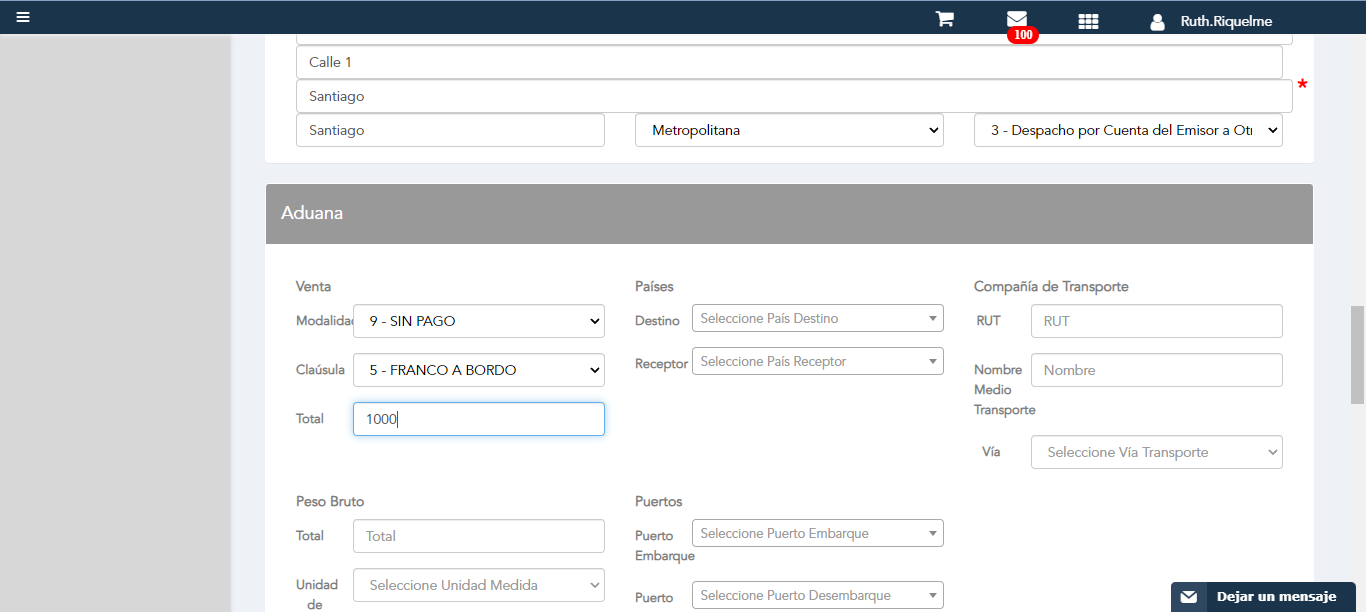 Ruth.Riquelme
100
Calle 1
Santiago
*
Santiago
Metropolitana
3 - Despacho por Cuenta del Emisor a Otr
Aduana
Venta
Modalidad
9 - SIN PAGO
Claúsula
5 - FRANCO A BORDO
Total
1000
Países
Destino
Seleccione País Destino
Receptor
Seleccione País Receptor
Compañía de Transporte
RUT
RUT
Nombre
Medio
Transporte
Nombre
Vía
Seleccione Vía Transporte
Peso Bruto
Total
Total
Unidad
de
Seleccione Unidad Medida
Puertos
Puerto
Embarque
Seleccione Puerto Embarque
Puerto
Seleccione Puerto Desembarque
Dejar un mensaje